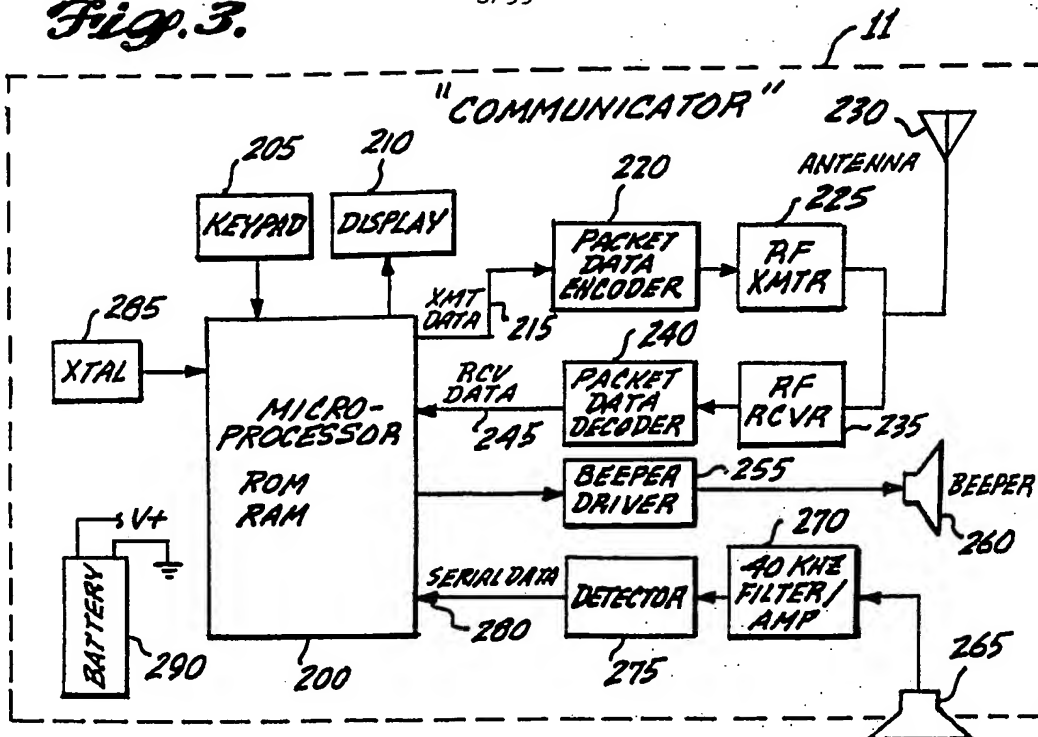 Fig. 3.
11
"COMMUNICATOR"
230
ANTENNA
205
210
220
225
KEYPAD
DISPLAY
PACKET
DATA
ENCODER
RF
XMTR
XMT
DATA
215
285
XTAL
240
RCV
DATA
245
PACKET
DATA
DECODER
RF
RCVR
235
MICRO-
PROCESSOR
ROM
RAM
BEEPER
DRIVER
255
BEEPER
260
V+
BATTERY
290
SERIAL DATA
280
DETECTOR
275
270
40 KHZ
FILTER/
AMP
265
200